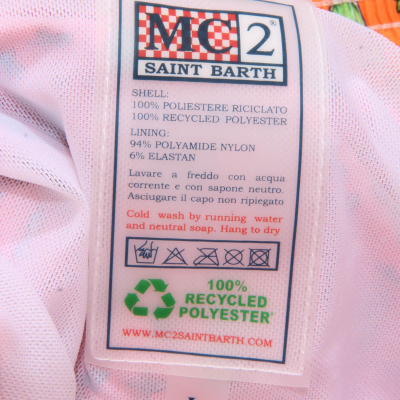 MC2®
SAINT BARTH
SHELL:
100% POLIESTERE RICICLATO
100% RECYCLED POLYESTER
LINING:
94% POLYAMIDE NYLON
6% ELASTAN
Lavare a freddo con acqua
corrente e con sapone neutro.
Asciugare il capo non ripiegato
Cold wash by running water
and neutral soap. Hang to dry
100%
RECYCLED
POLYESTER
WWW.MC2SAINTBARTH.COM